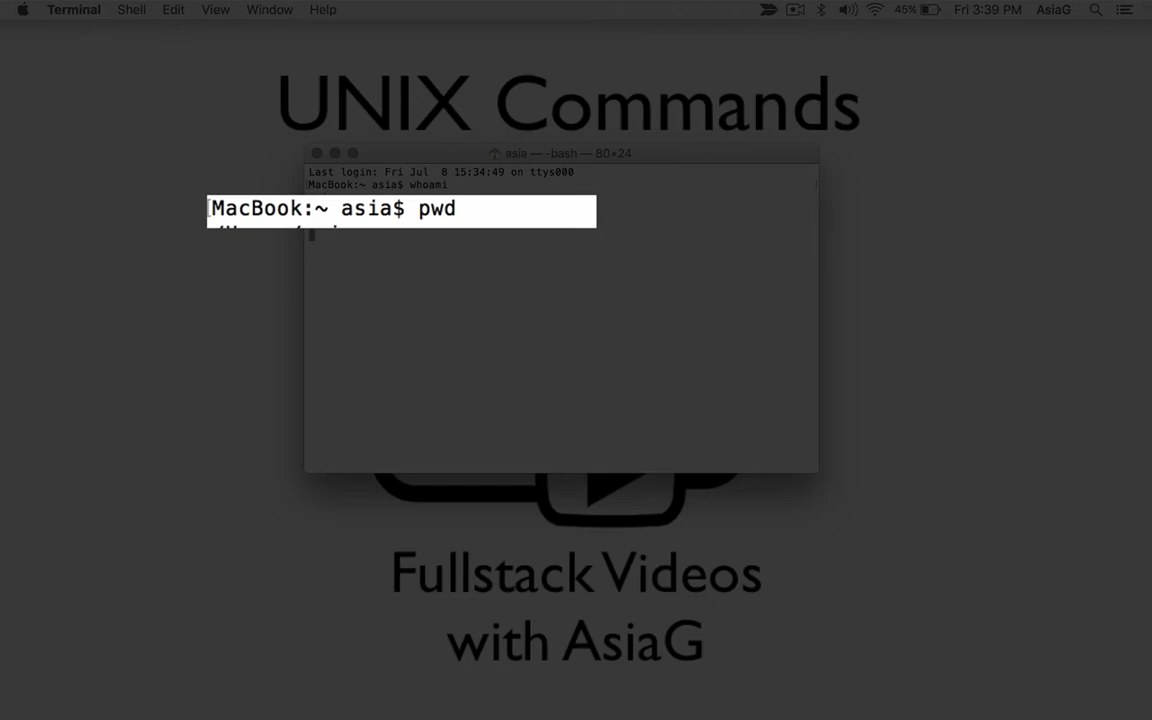 Terminal Shell Edit View Window Help 45% Fri 3:39 PM AsiaG
UNIX Commands
asia — -bash — 80×24
Last login: Fri Jul  8 15:34:49 on ttys000
MacBook:~ asia$ whoami
MacBook:~ asia$ pwd
Fullstack Videos
with AsiaG